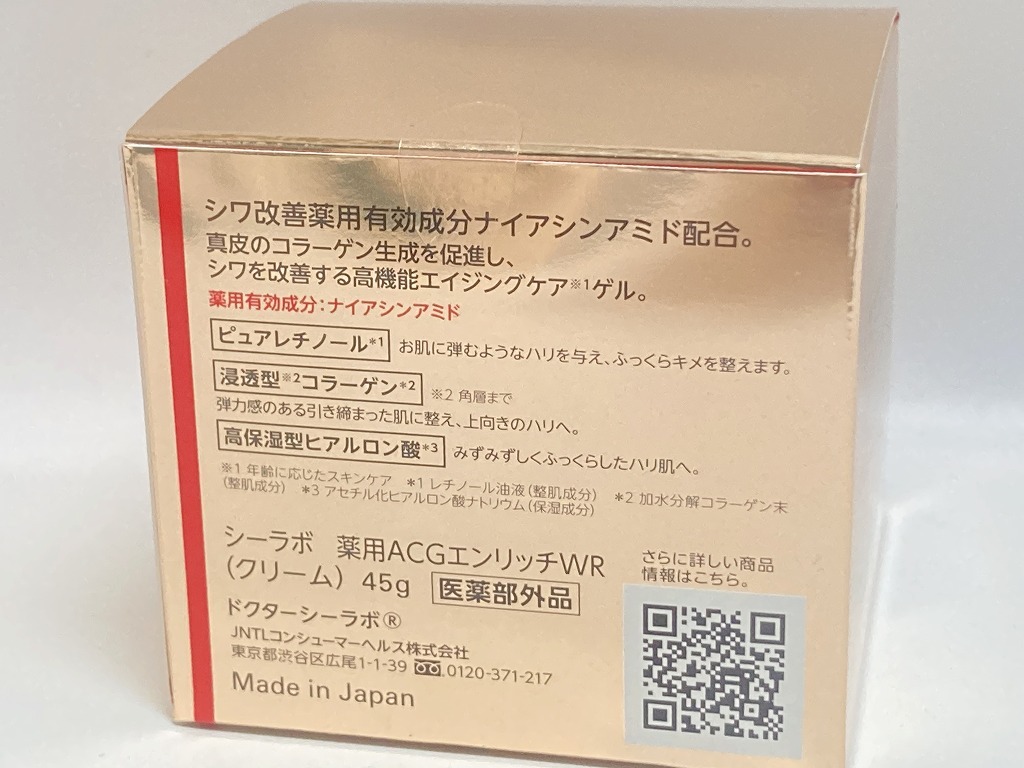 シワ改善薬用有効成分ナイアシンアミド配合。
真皮のコラーゲン生成を促進し、
シワを改善する高機能エイジングケア※1ゲル。
薬用有効成分：ナイアシンアミド
ピュアレチノール*1 お肌に弾むようなハリを与え、ふっくらキメを整えます。
浸透型※2コラーゲン*2 ※2 角層まで
弾力感のある引き締まった肌に整え、上向きのハリへ。
高保湿型ヒアルロン酸*3 みずみずしくふっくらしたハリ肌へ。
※1 年齢に応じたスキンケア *1 レチノール油液（整肌成分） *2 加水分解コラーゲン末
（整肌成分） *3 アセチル化ヒアルロン酸ナトリウム（保湿成分）
シーラボ 薬用ACGエンリッチWR
（クリーム） 45g 医薬部外品
ドクターシーラボ®
JNTLコンシューマーヘルス株式会社
東京都渋谷区広尾1-1-39 0120-371-217
Made in Japan
さらに詳しい商品
情報はこちら。